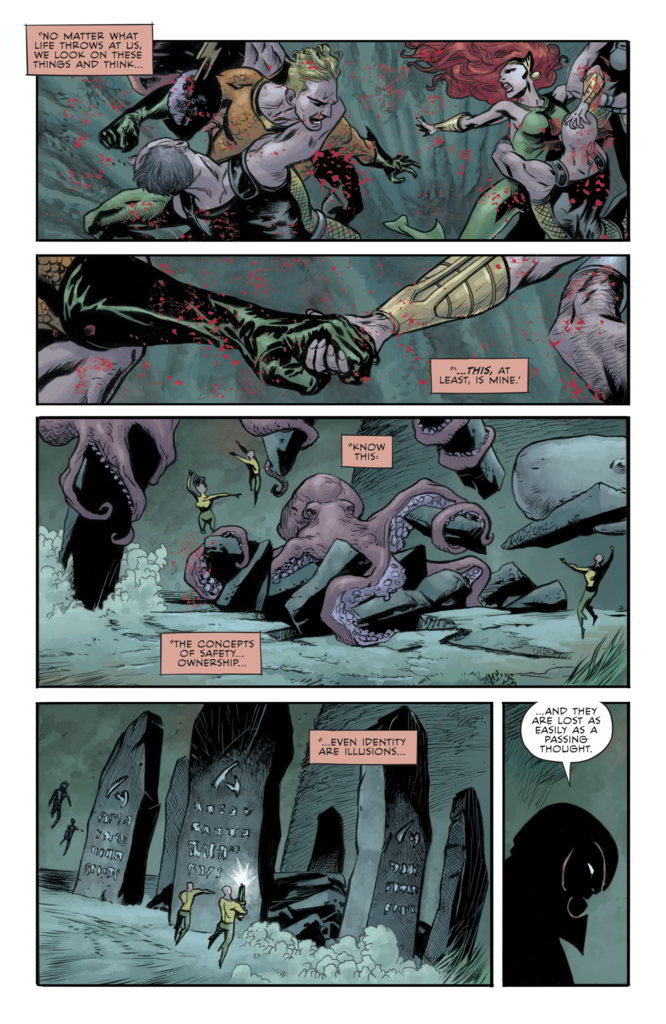 "NO MATTER WHAT
LIFE THROWS AT US,
WE LOOK ON THESE
THINGS AND THINK...
"'...THIS, AT
LEAST, IS MINE.'
"KNOW
THIS:
"THE CONCEPTS
OF SAFETY...
OWNERSHIP...
"...EVEN IDENTITY
ARE ILLUSIONS...
...AND THEY
ARE LOST AS
EASILY AS A
PASSING
THOUGHT.